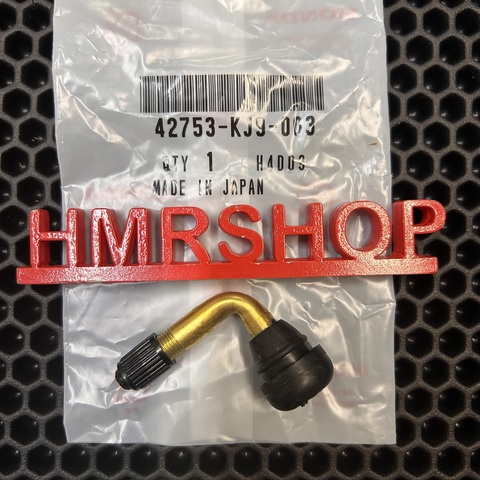 42753-KJ9-003
QTY 1 H4D03
MADE IN JAPAN
HMRSHOP